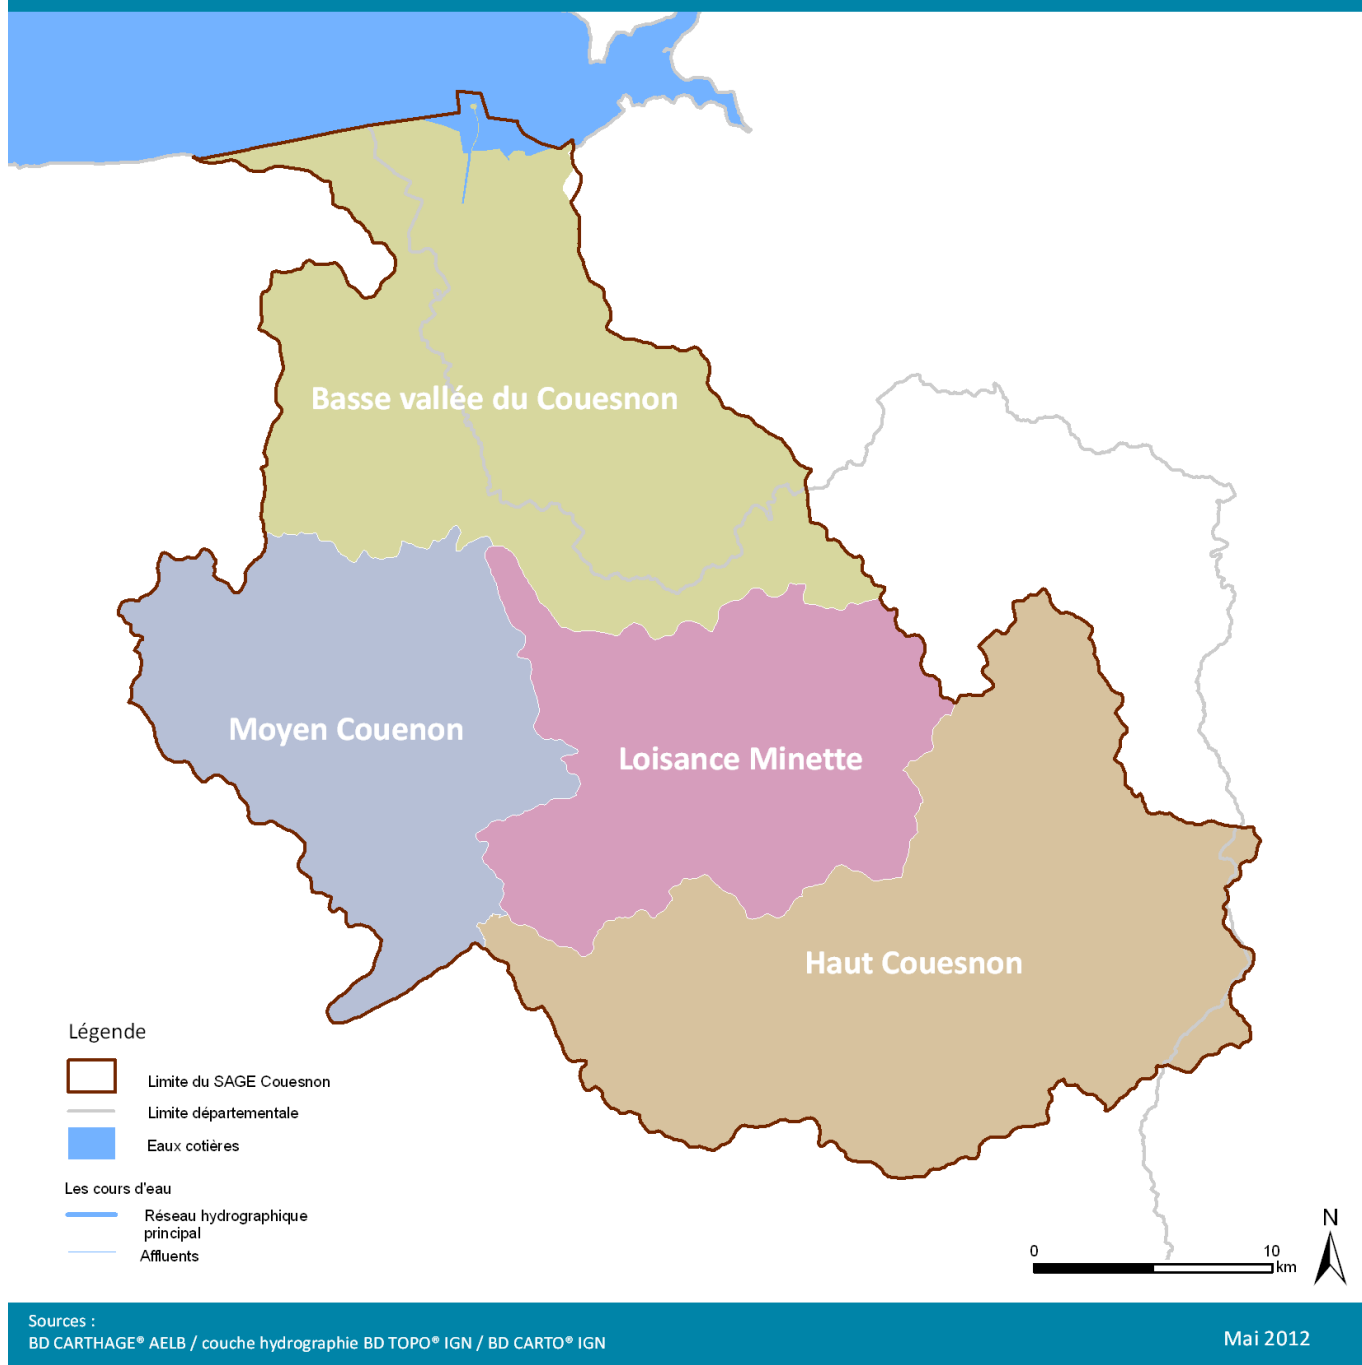 Basse vallée du Couesnon
Moyen Couenon
Loisance Minette
Haut Couesnon
Légende
Limite du SAGE Couesnon
Limite départementale
Eaux cotières
Les cours d'eau
Réseau hydrographique
principal
Affluents
0 10
km
N
Sources :
BD CARTHAGE® AELB / couche hydrographie BD TOPO® IGN / BD CARTO® IGN
Mai 2012